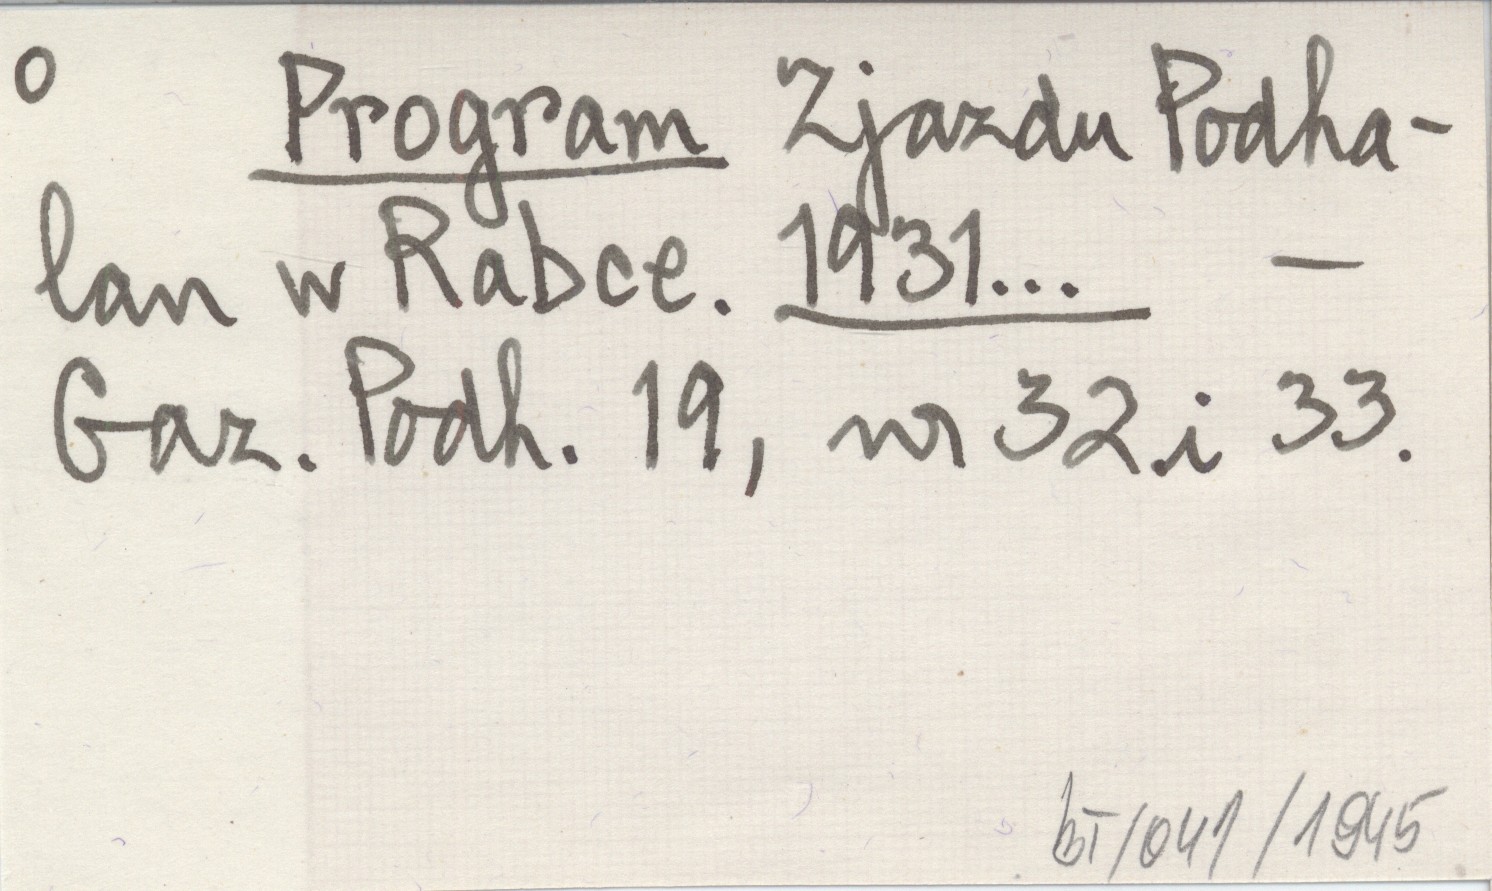 o Program Zjazdu Podha-
lan w Rabce. 1931... —
Gaz. Podh. 19, nr 32 i 33.
bI/041/1945